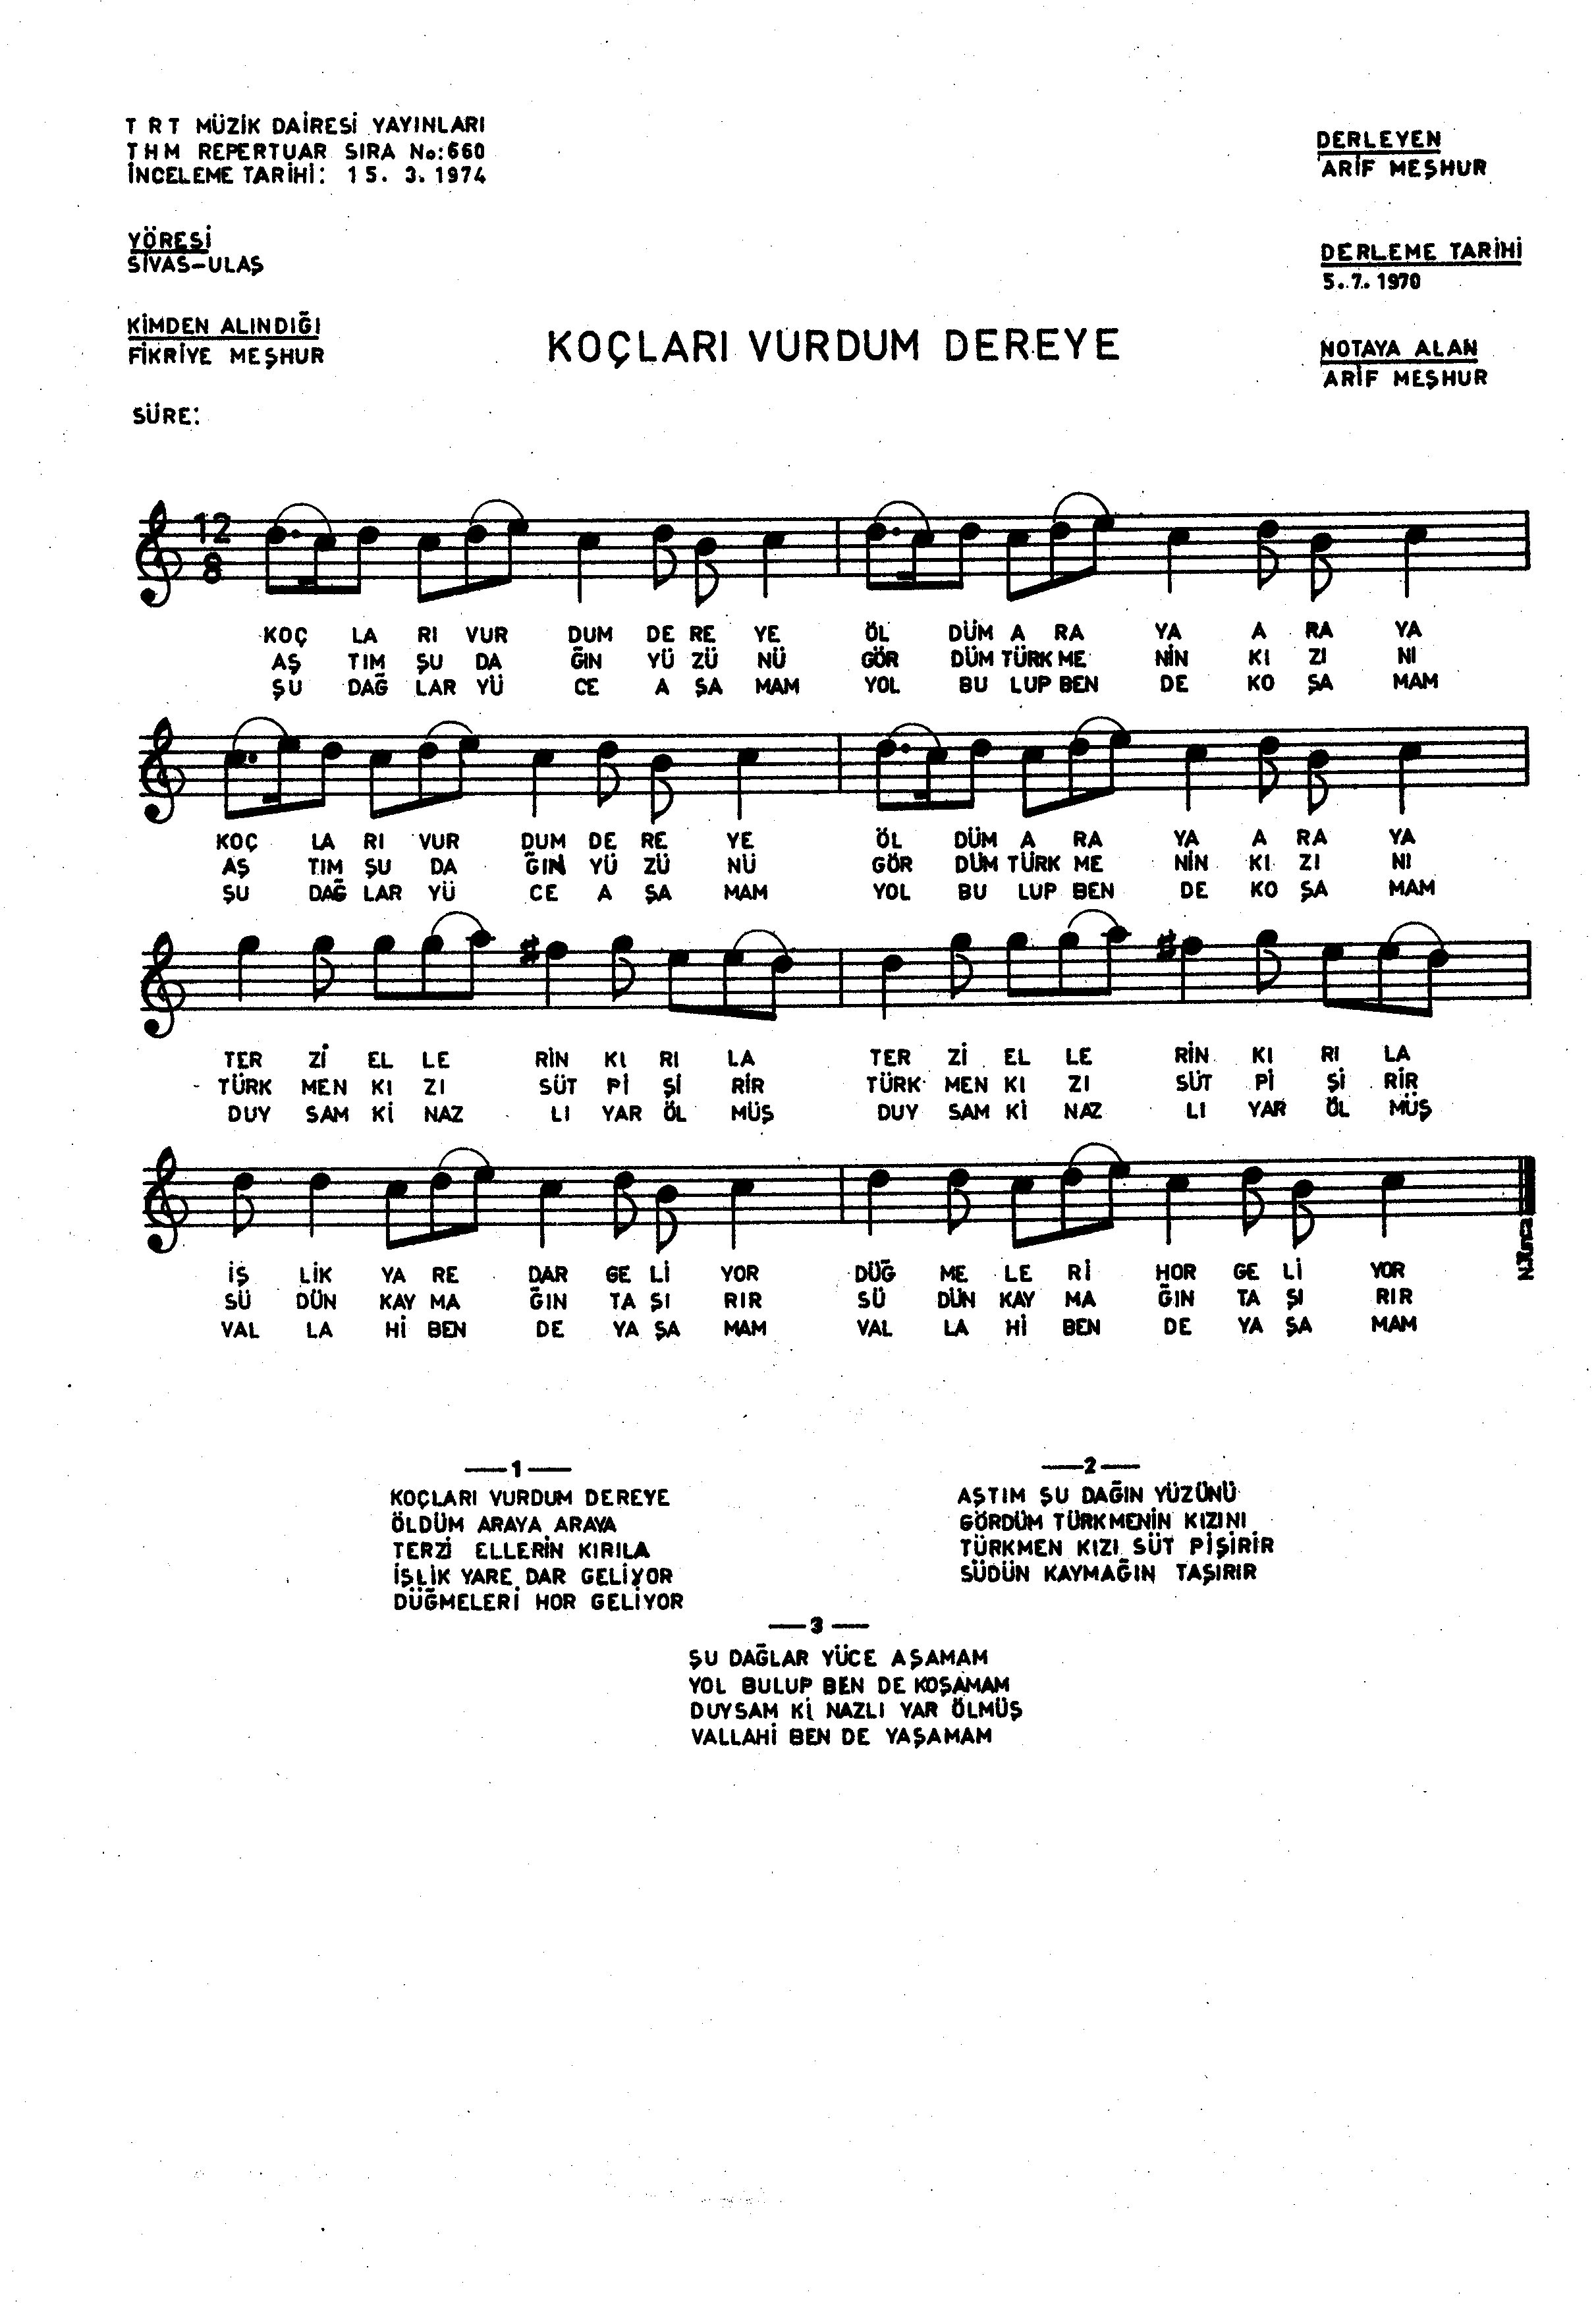 T R T MÜZİK DAİRESİ YAYINLARI
THM REPERTUAR SIRA No:660
İNCELEME TARİHİ: 15. 3. 1974
DERLEYEN
ARİF MEŞHUR
YÖRESİ
SİVAS-ULAŞ
DERLEME TARİHİ
5.7.1970
KİMDEN ALINDIĞI
FİKRİYE MEŞHUR
KOÇLARI VURDUM DEREYE
NOTAYA ALAN
ARİF MEŞHUR
SÜRE:
12
8
KOÇ LA RI VUR DUM DE RE YE ÖL DÜM A RA YA A RA YA
AŞ TIM ŞU DA ĞIN YÜ ZÜ NÜ GÖR DÜM TÜRK ME NİN KI ZI NI
ŞU DAĞ LAR YÜ CE A ŞA MAM YOL BU LUP BEN DE KO ŞA MAM
KOÇ LA RI VUR DUM DE RE YE ÖL DÜM A RA YA A RA YA
AŞ TIM ŞU DA ĞIN YÜ ZÜ NÜ GÖR DÜM TÜRK ME NİN KI ZI NI
ŞU DAĞ LAR YÜ CE A ŞA MAM YOL BU LUP BEN DE KO ŞA MAM
TER Zİ EL LE RİN KI RI LA TER Zİ EL LE RİN KI RI LA
TÜRK MEN KI ZI SÜT Pİ Şİ RİR TÜRK MEN KI ZI SÜT Pİ Şİ RİR
DUY SAM Kİ NAZ LI YAR ÖL MÜŞ DUY SAM Kİ NAZ LI YAR ÖL MÜŞ
İŞ LİK YA RE DAR GE Lİ YOR DÜĞ ME LE Rİ HOR GE Lİ YOR
SÜ DÜN KAY MA ĞIN TA ŞI RIR SÜ DÜN KAY MA ĞIN TA ŞI RIR
VAL LA Hİ BEN DE YA ŞA MAM VAL LA Hİ BEN DE YA ŞA MAM
—1—
KOÇLARI VURDUM DEREYE
ÖLDÜM ARAYA ARAYA
TERZİ ELLERİN KIRILA
İŞLİK YARE DAR GELİYOR
DÜĞMELERİ HOR GELİYOR
—2—
AŞTIM ŞU DAĞIN YÜZÜNÜ
GÖRDÜM TÜRKMENİN KIZINI
TÜRKMEN KIZI SÜT PİŞİRİR
SÜDÜN KAYMAĞIN TAŞIRIR
—3—
ŞU DAĞLAR YÜCE AŞAMAM
YOL BULUP BEN DE KOŞAMAM
DUYSAM Kİ NAZLI YAR ÖLMÜŞ
VALLAHİ BEN DE YAŞAMAM